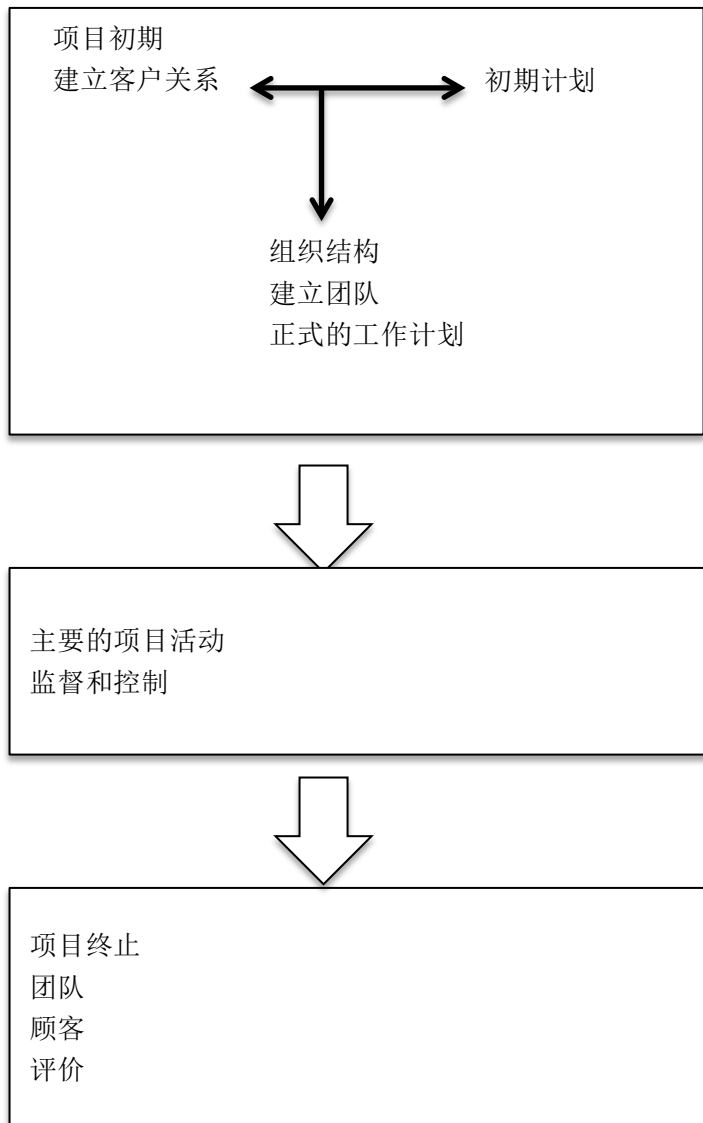 项目初期
建立客户关系
初期计划
组织结构
建立团队
正式的工作计划
主要的项目活动
监督和控制
项目终止
团队
顾客
评价